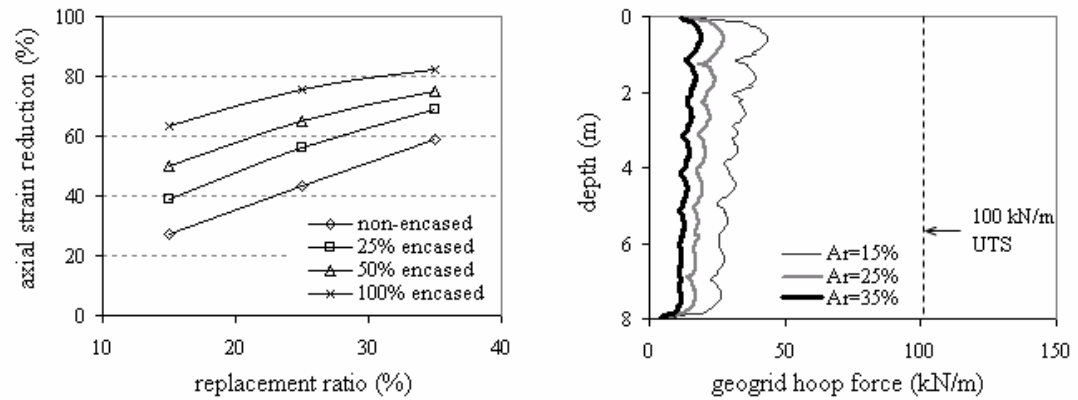 axial strain reduction (%)
100
80
60
40
20
0
10
20
30
40
replacement ratio (%)
non-encased
25% encased
50% encased
100% encased
depth (m)
0
2
4
6
8
0
50
100
150
geogrid hoop force (kN/m)
Ar=15%
Ar=25%
Ar=35%
100 kN/m
UTS